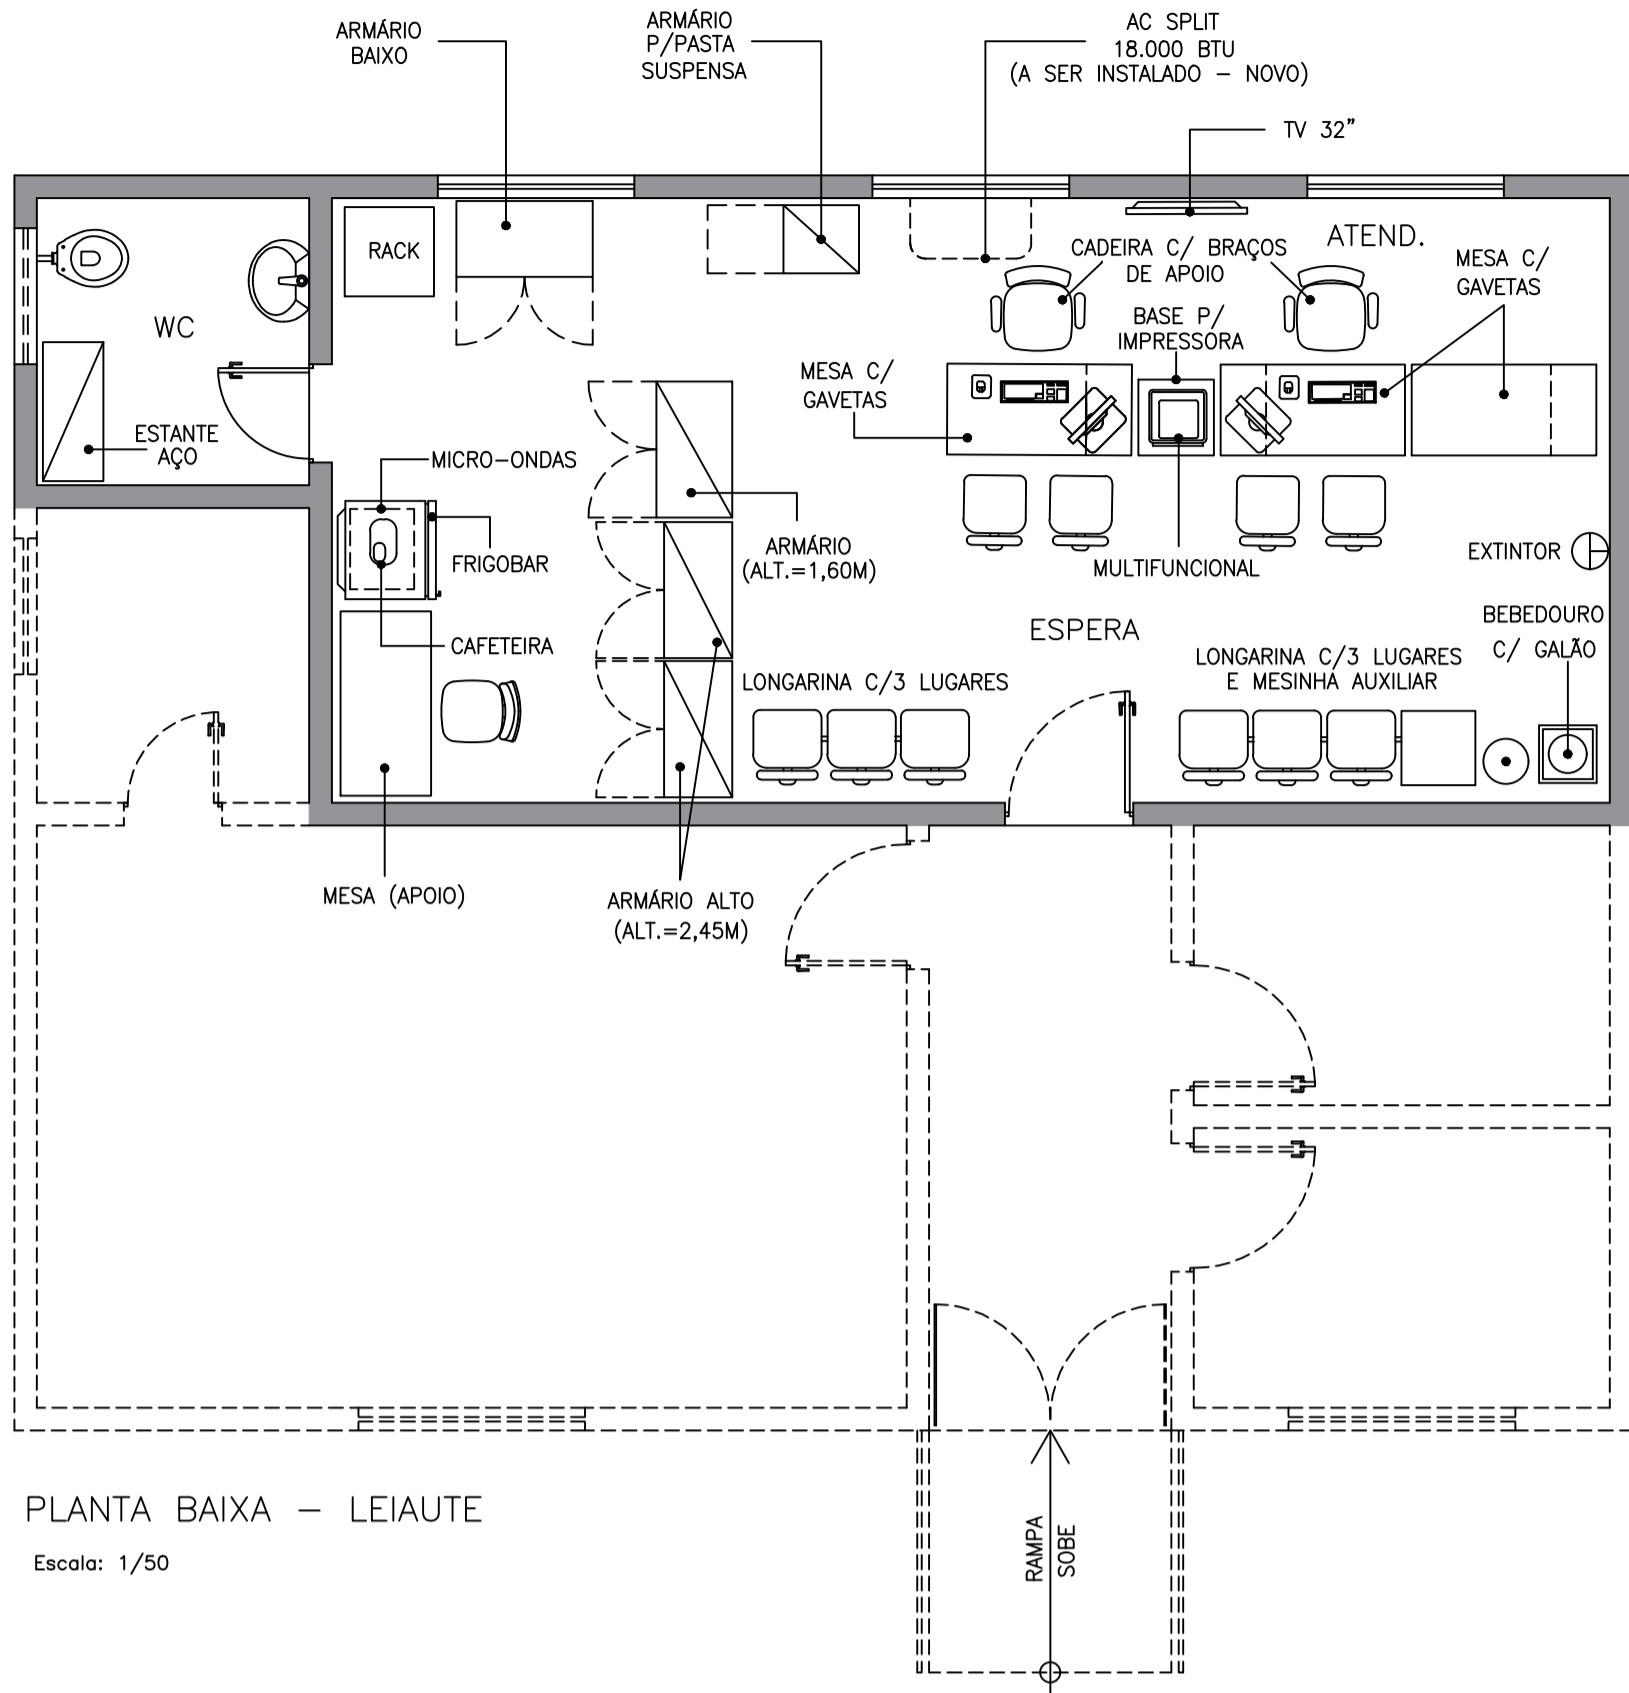 ARMÁRIO
BAIXO
ARMÁRIO
P/PASTA
SUSPENSA
AC SPLIT
18.000 BTU
(A SER INSTALADO – NOVO)
TV 32”
RACK
WC
ESTANTE
AÇO
CADEIRA C/ BRAÇOS
DE APOIO
ATEND.
MESA C/
GAVETAS
BASE P/
IMPRESSORA
MESA C/
GAVETAS
MICRO-ONDAS
FRIGOBAR
CAFETEIRA
ARMÁRIO
(ALT.=1,60M)
MULTIFUNCIONAL
EXTINTOR
ESPERA
BEBEDOURO
C/ GALÃO
LONGARINA C/3 LUGARES
LONGARINA C/3 LUGARES
E MESINHA AUXILIAR
MESA (APOIO)
ARMÁRIO ALTO
(ALT.=2,45M)
PLANTA BAIXA – LEIAUTE
Escala: 1/50
RAMPA
SOBE